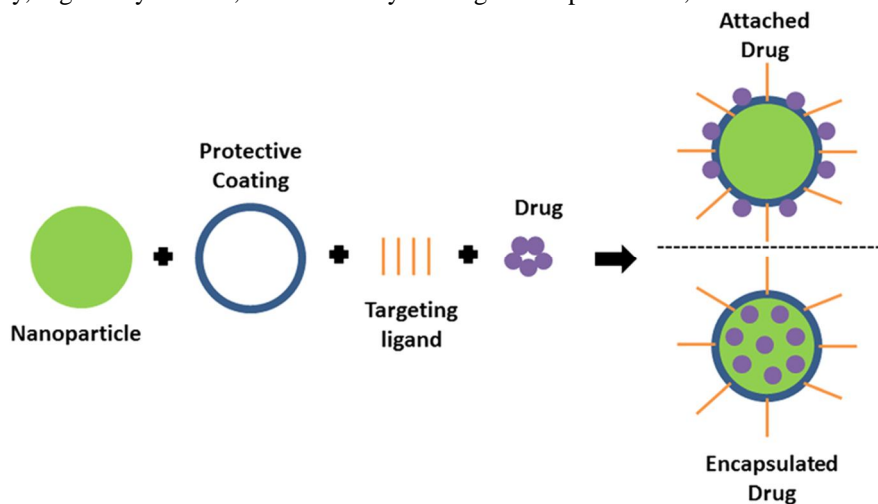 Attached
Drug
Protective
Coating
Drug
Nanoparticle
Targeting
ligand
Encapsulated
Drug